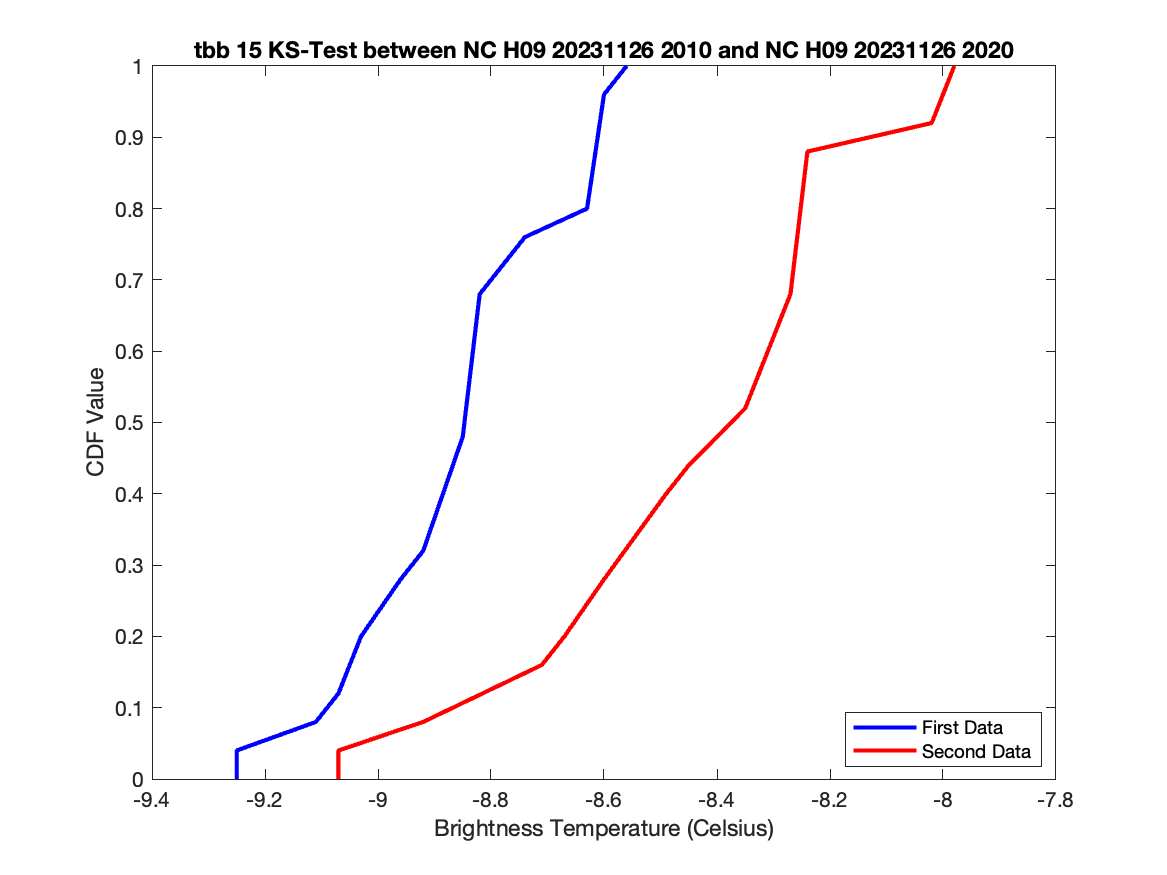 tbb 15 KS-Test between NC H09 20231126 2010 and NC H09 20231126 2020
1
0.9
0.8
0.7
0.6
0.5
0.4
0.3
0.2
0.1
0
CDF Value
First Data
Second Data
-9.4 -9.2 -9 -8.8 -8.6 -8.4 -8.2 -8 -7.8
Brightness Temperature (Celsius)